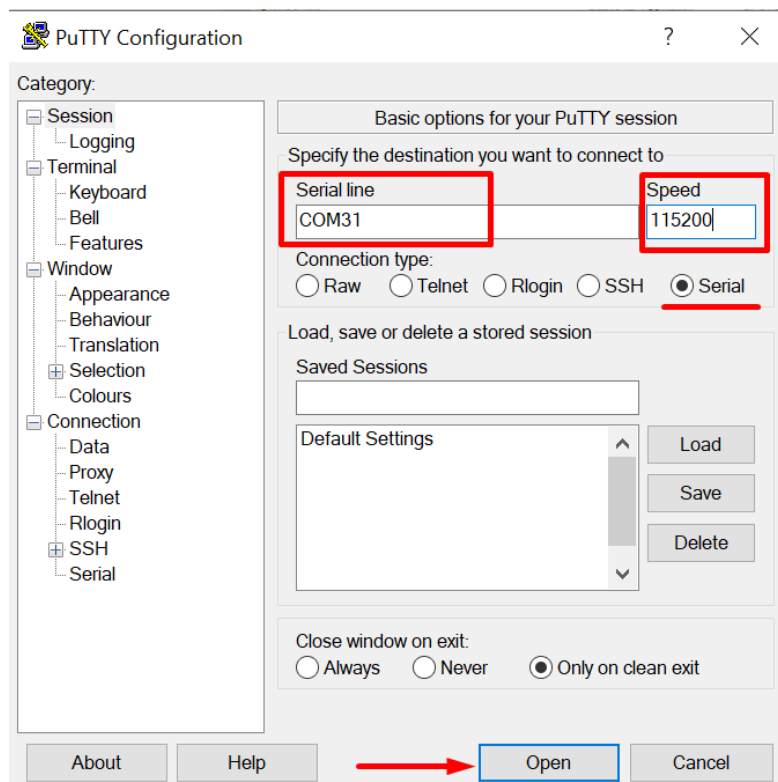 PuTTY Configuration ? ×
Category:
Session
Logging
Terminal
Keyboard
Bell
Features
Window
Appearance
Behaviour
Translation
Selection
Colours
Connection
Data
Proxy
Telnet
Rlogin
SSH
Serial
Basic options for your PuTTY session
Specify the destination you want to connect to
Serial line Speed
COM31 115200
Connection type:
Raw Telnet Rlogin SSH Serial
Load, save or delete a stored session
Saved Sessions
Default Settings
Load
Save
Delete
Close window on exit:
Always Never Only on clean exit
About Help Open Cancel